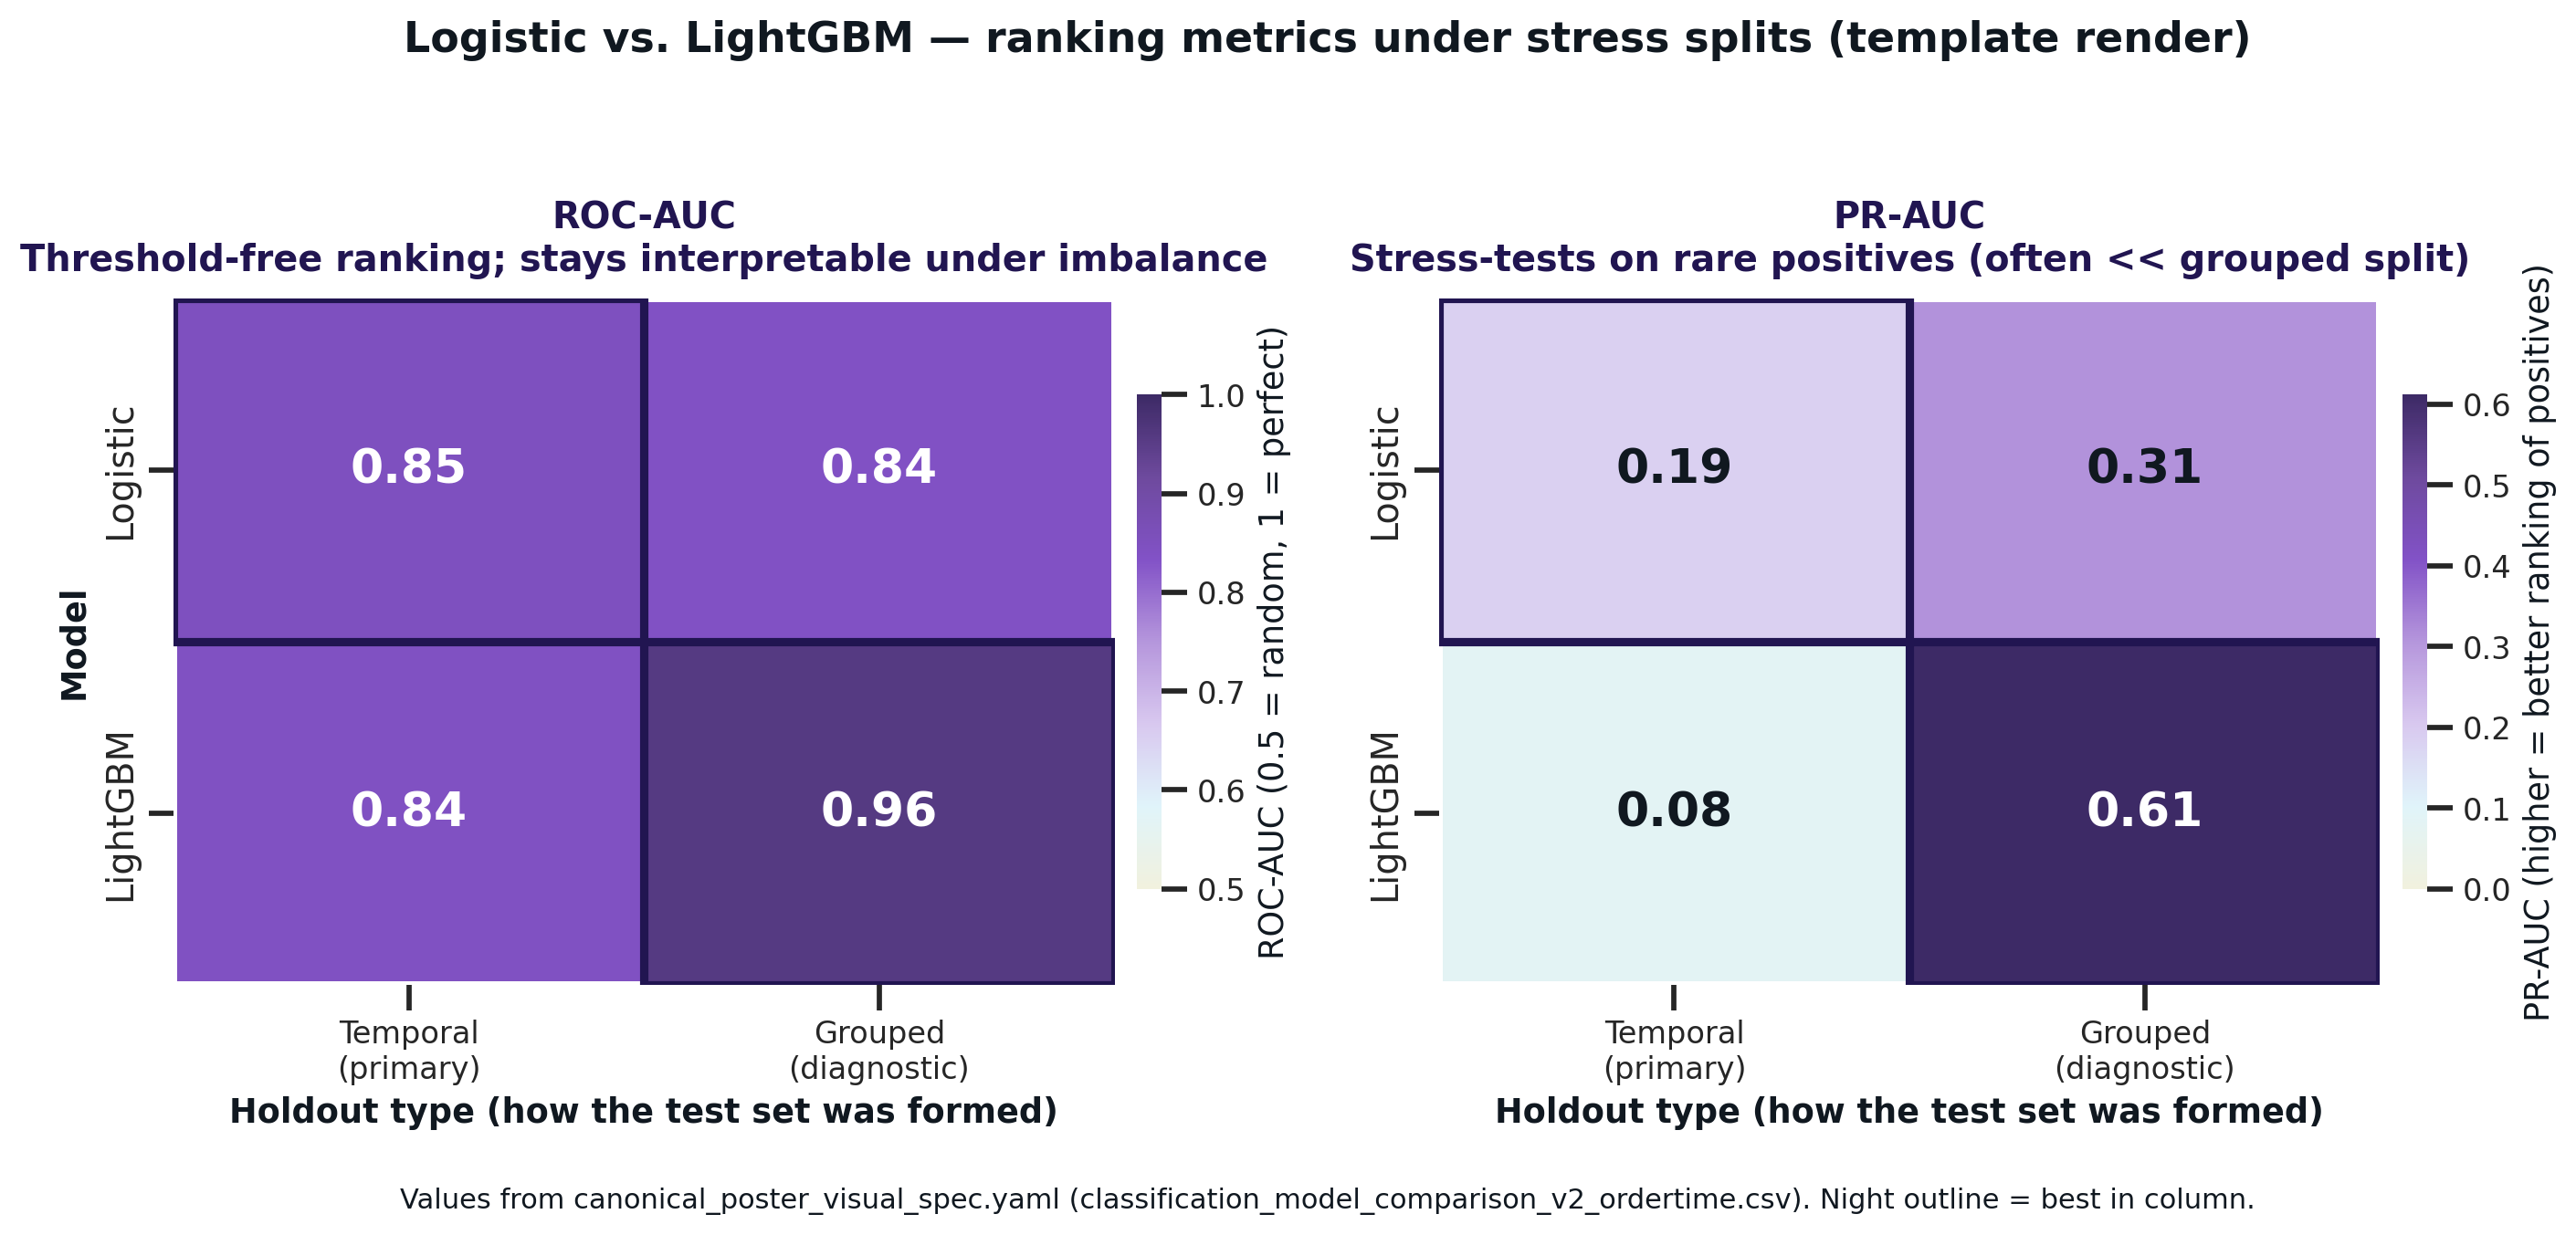 Logistic vs. LightGBM — ranking metrics under stress splits (template render)
ROC-AUC
Threshold-free ranking; stays interpretable under imbalance
Model
Logistic
LightGBM
0.85
0.84
0.84
0.96
Temporal
(primary)
Grouped
(diagnostic)
Holdout type (how the test set was formed)
1.0
0.9
0.8
0.7
0.6
0.5
ROC-AUC (0.5 = random, 1 = perfect)
PR-AUC
Stress-tests on rare positives (often << grouped split)
Logistic
LightGBM
0.19
0.31
0.08
0.61
Temporal
(primary)
Grouped
(diagnostic)
Holdout type (how the test set was formed)
0.6
0.5
0.4
0.3
0.2
0.1
0.0
PR-AUC (higher = better ranking of positives)
Values from canonical_poster_visual_spec.yaml (classification_model_comparison_v2_ordertime.csv). Night outline = best in column.